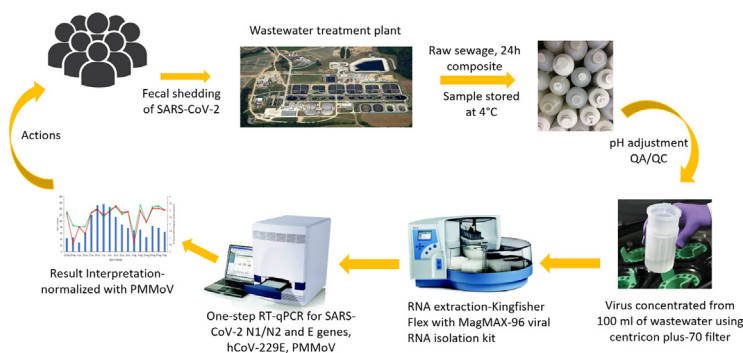 Wastewater treatment plant
Fecal shedding
of SARS-CoV-2
Raw sewage, 24h
composite
Sample stored
at 4°C
pH adjustment
QA/QC
Virus concentrated from
100 ml of wastewater using
centricon plus-70 filter
RNA extraction-Kingfisher
Flex with MagMAX-96 viral
RNA isolation kit
One-step RT-qPCR for SARS-
CoV-2 N1/N2 and E genes,
hCoV-229E, PMMoV
Result Interpretation-
normalized with PMMoV
Actions